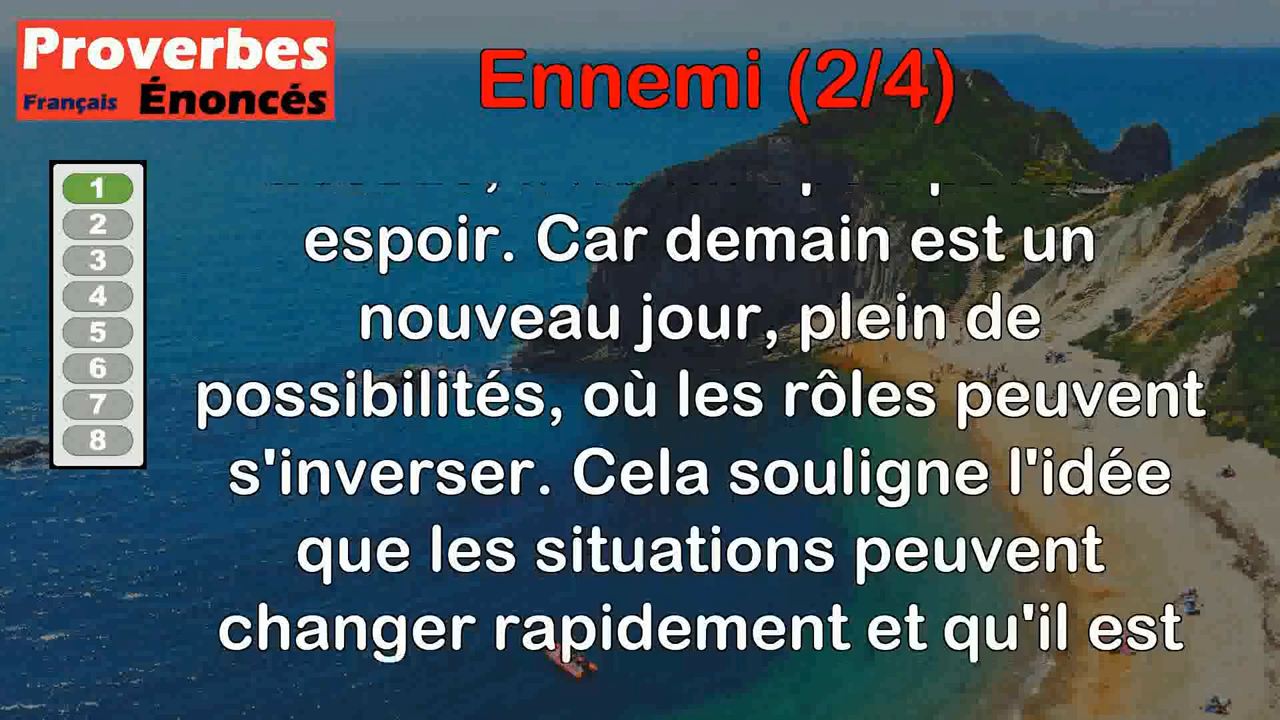 Proverbes
Français Énoncés
Ennemi (2/4)
1
2
3
4
5
6
7
8
espoir. Car demain est un
nouveau jour, plein de
possibilités, où les rôles peuvent
s'inverser. Cela souligne l'idée
que les situations peuvent
changer rapidement et qu'il est